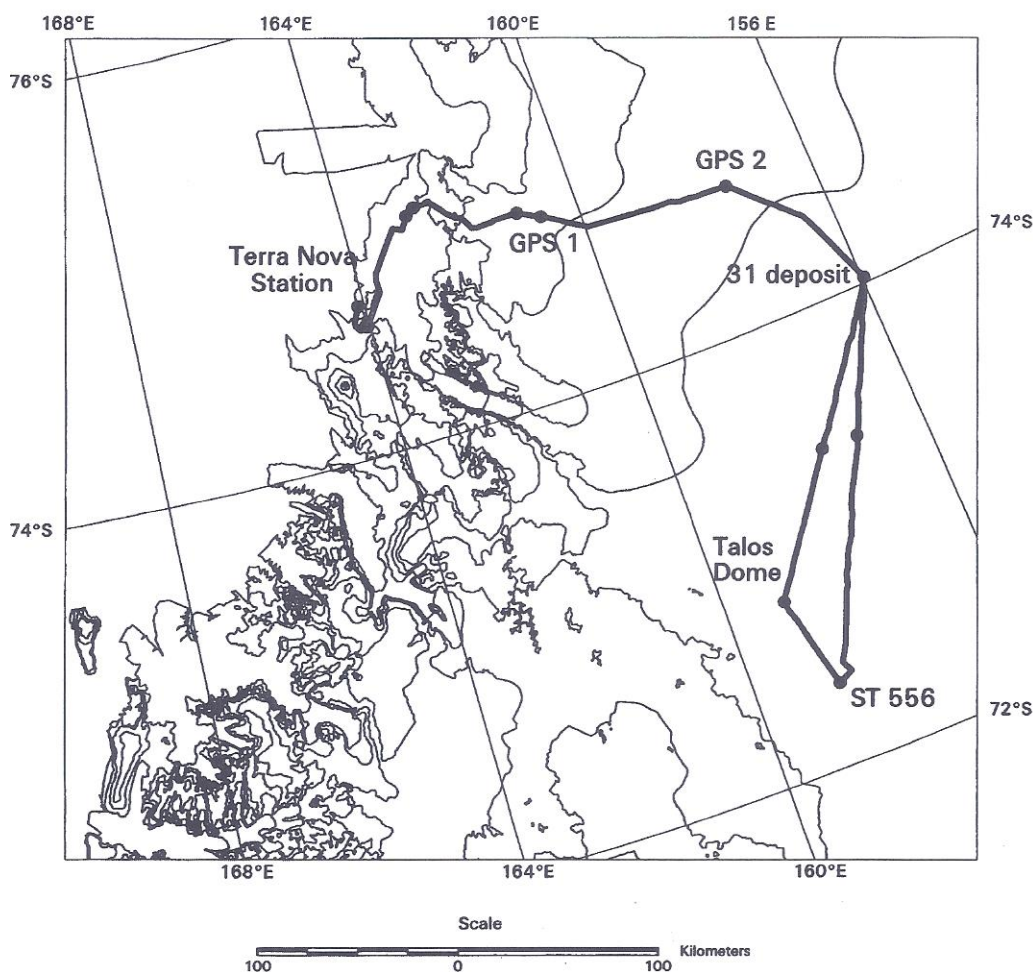 168°E 164°E 160°E 156 E
76°S
GPS 2
74°S
GPS 1
Terra Nova
Station
31 deposit
74°S
Talos
Dome
ST 556
72°S
168°E 164°E 160°E
Scale
100 0 100 Kilometers